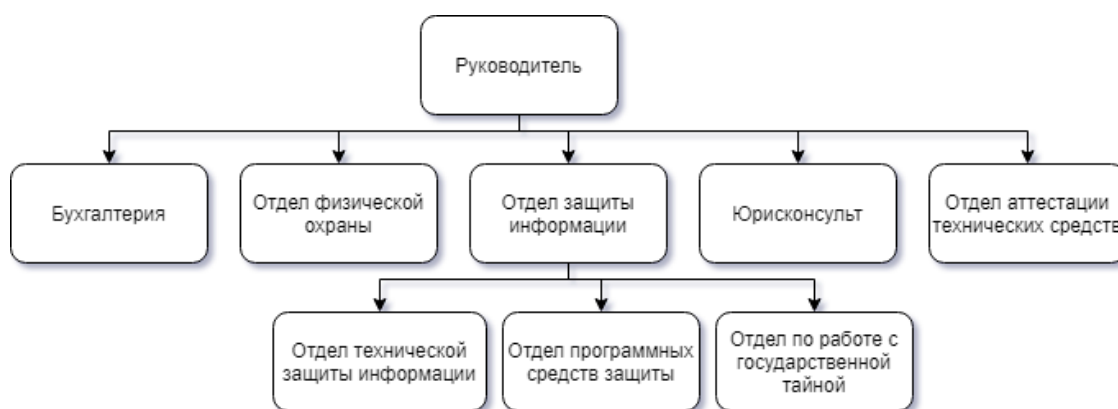 Руководитель
Бухгалтерия
Отдел физической
охраны
Отдел защиты
информации
Юрисконсульт
Отдел аттестации
технических средств
Отдел технической
защиты информации
Отдел программных
средств защиты
Отдел по работе с
государственной
тайной